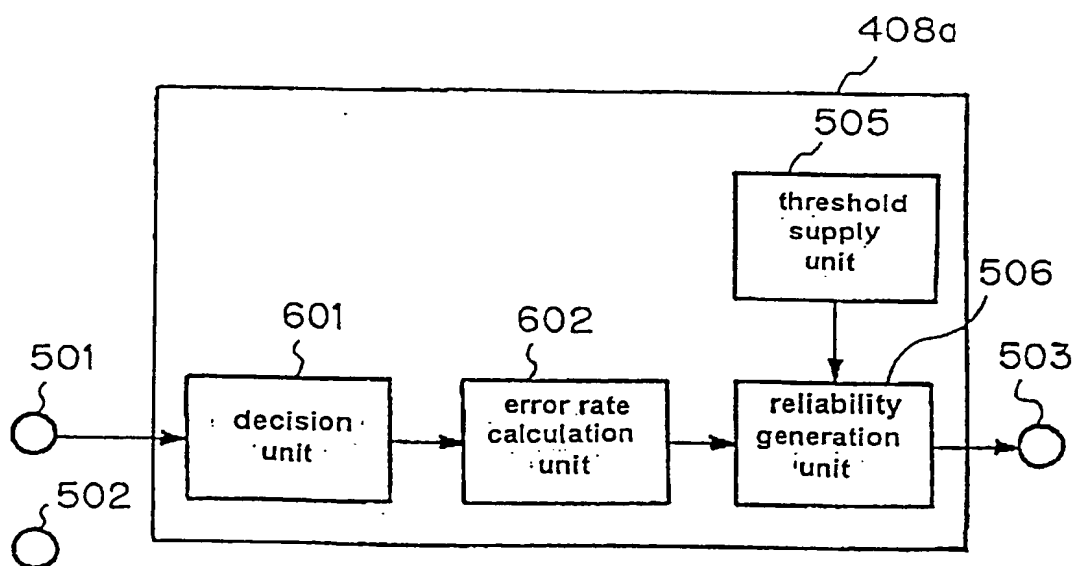 408a
505
threshold
supply
unit
506
601
602
503
501
decision
unit
error rate
calculation
unit
reliability
generation
unit
502